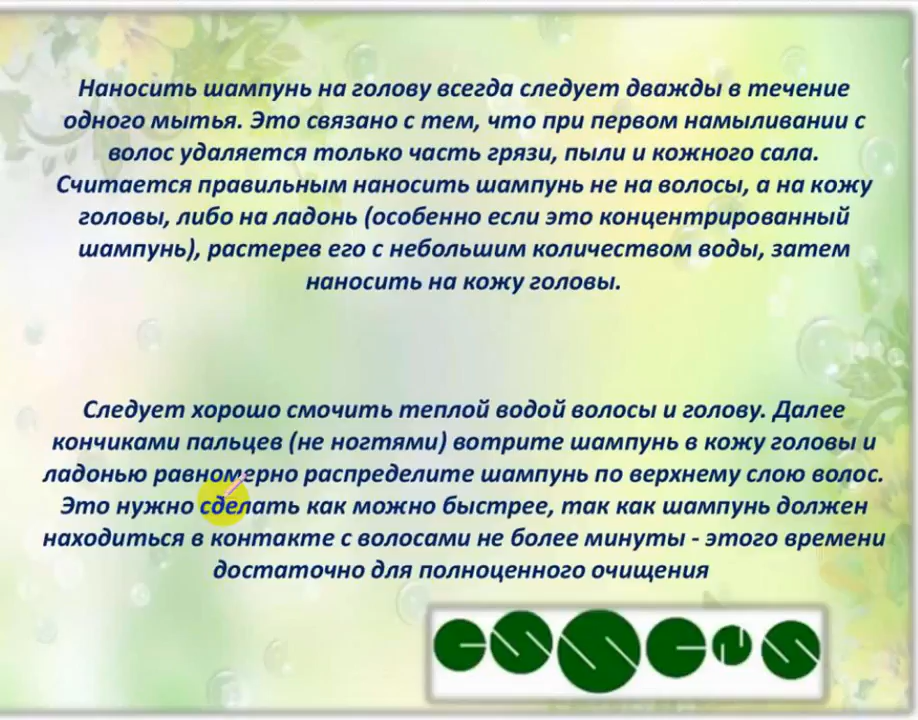 Наносить шампунь на голову всегда следует дважды в течение
одного мытья. Это связано с тем, что при первом намыливании с
волос удаляется только часть грязи, пыли и кожного сала.
Считается правильным наносить шампунь не на волосы, а на кожу
головы, либо на ладонь (особенно если это концентрированный
шампунь), растерев его с небольшим количеством воды, затем
наносить на кожу головы.
Следует хорошо смочить теплой водой волосы и голову. Далее
кончиками пальцев (не ногтями) вотрите шампунь в кожу головы и
ладонью равномерно распределите шампунь по верхнему слою волос.
Это нужно сделать как можно быстрее, так как шампунь должен
находиться в контакте с волосами не более минуты - этого времени
достаточно для полноценного очищения